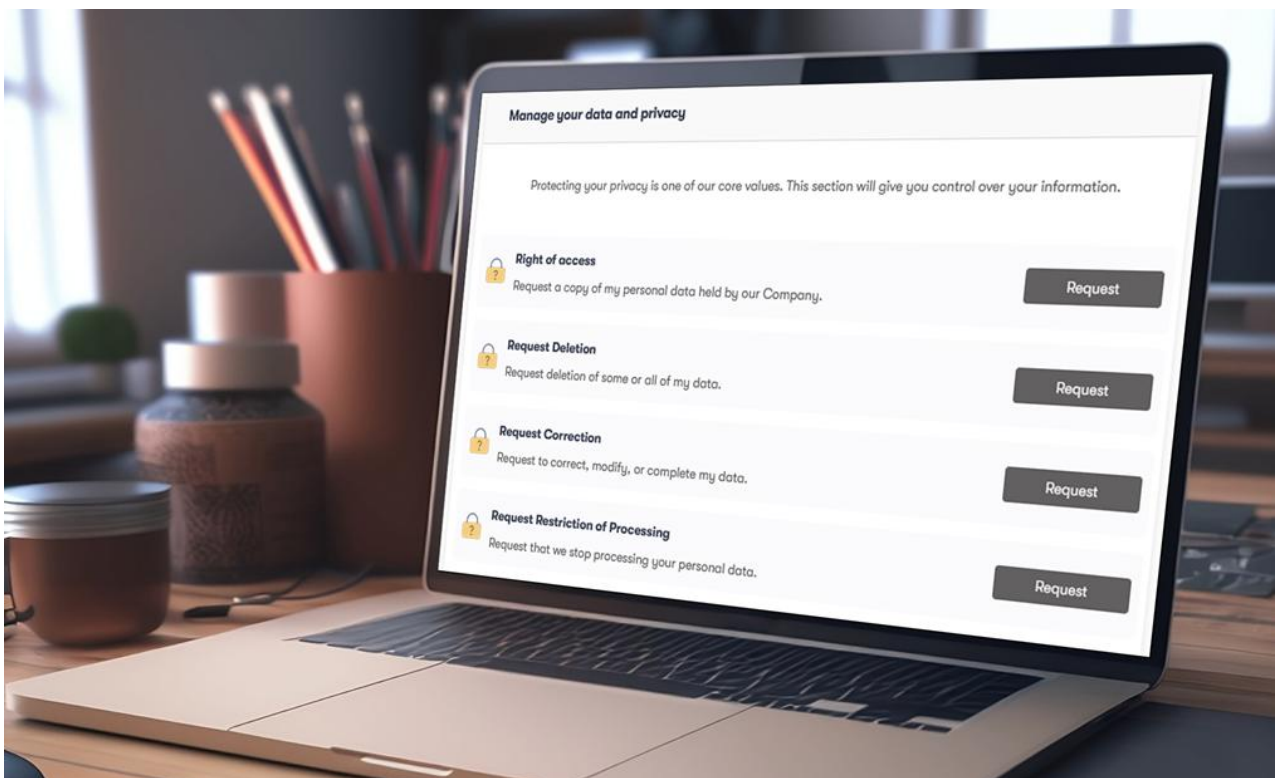 Manage your data and privacy
Protecting your privacy is one of our core values. This section will give you control over your information.
Right of access
Request a copy of my personal data held by our Company.
Request
Request Deletion
Request deletion of some or all of my data.
Request
Request Correction
Request to correct, modify, or complete my data.
Request
Request Restriction of Processing
Request that we stop processing your personal data.
Request